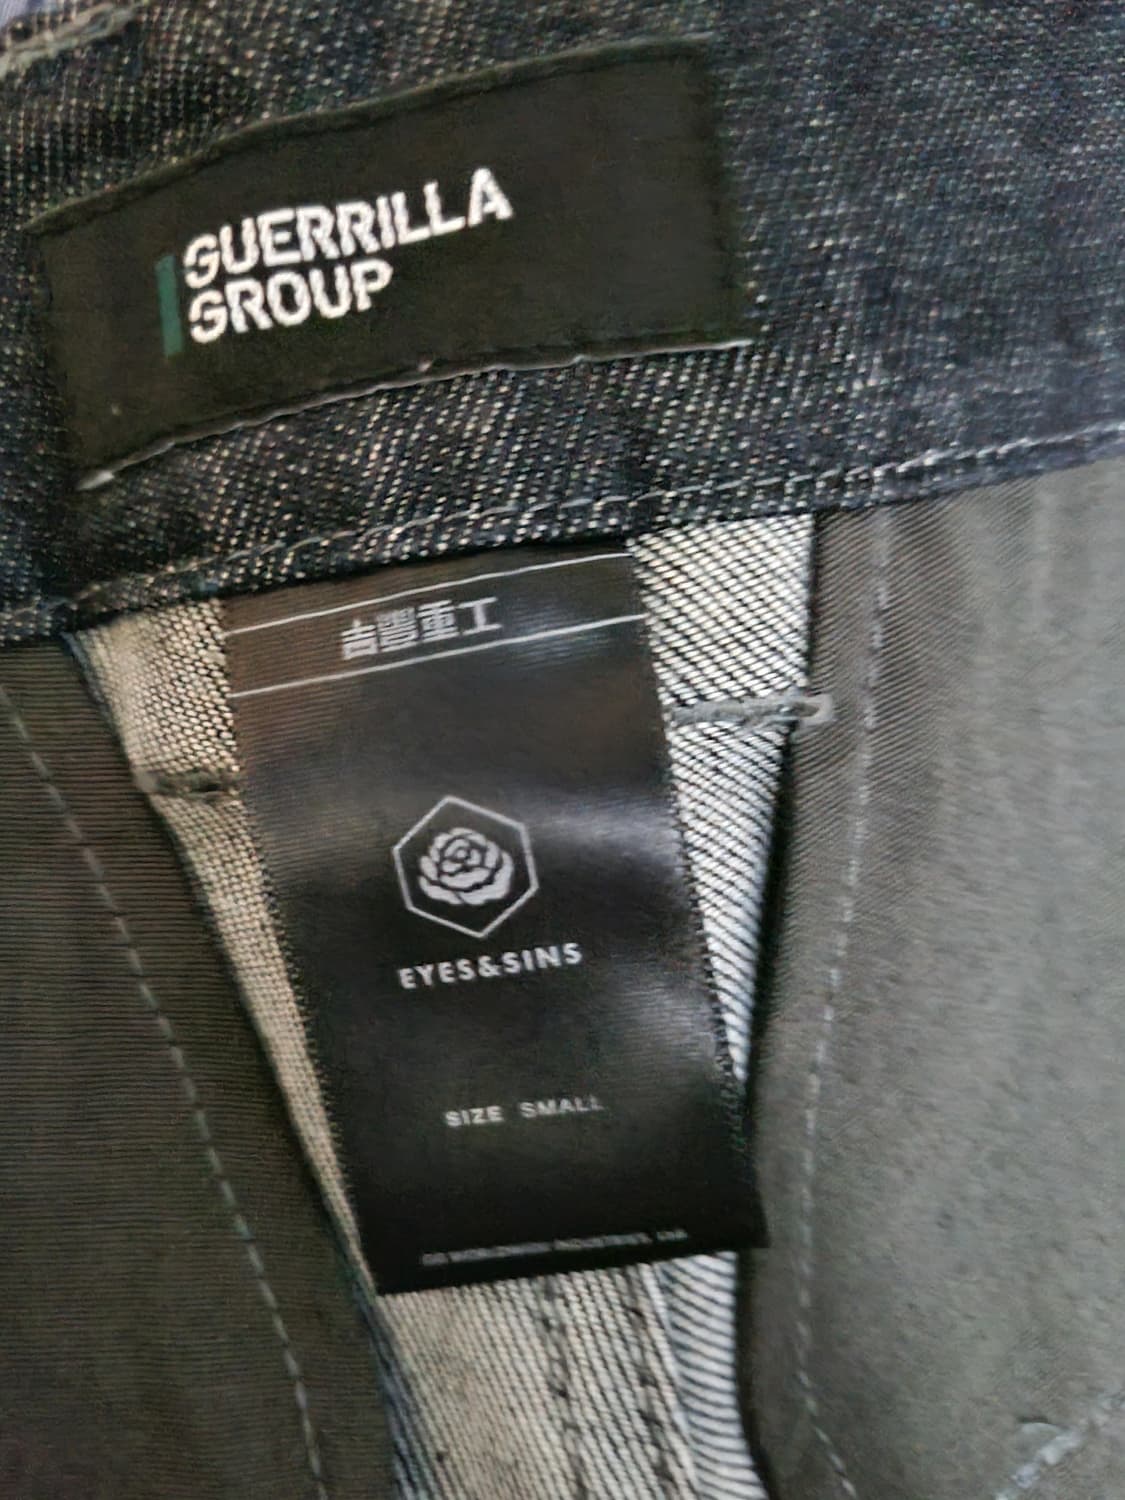 GUERRILLA
GROUP
吉豐重工
EYES&SINS
SIZE SMALL